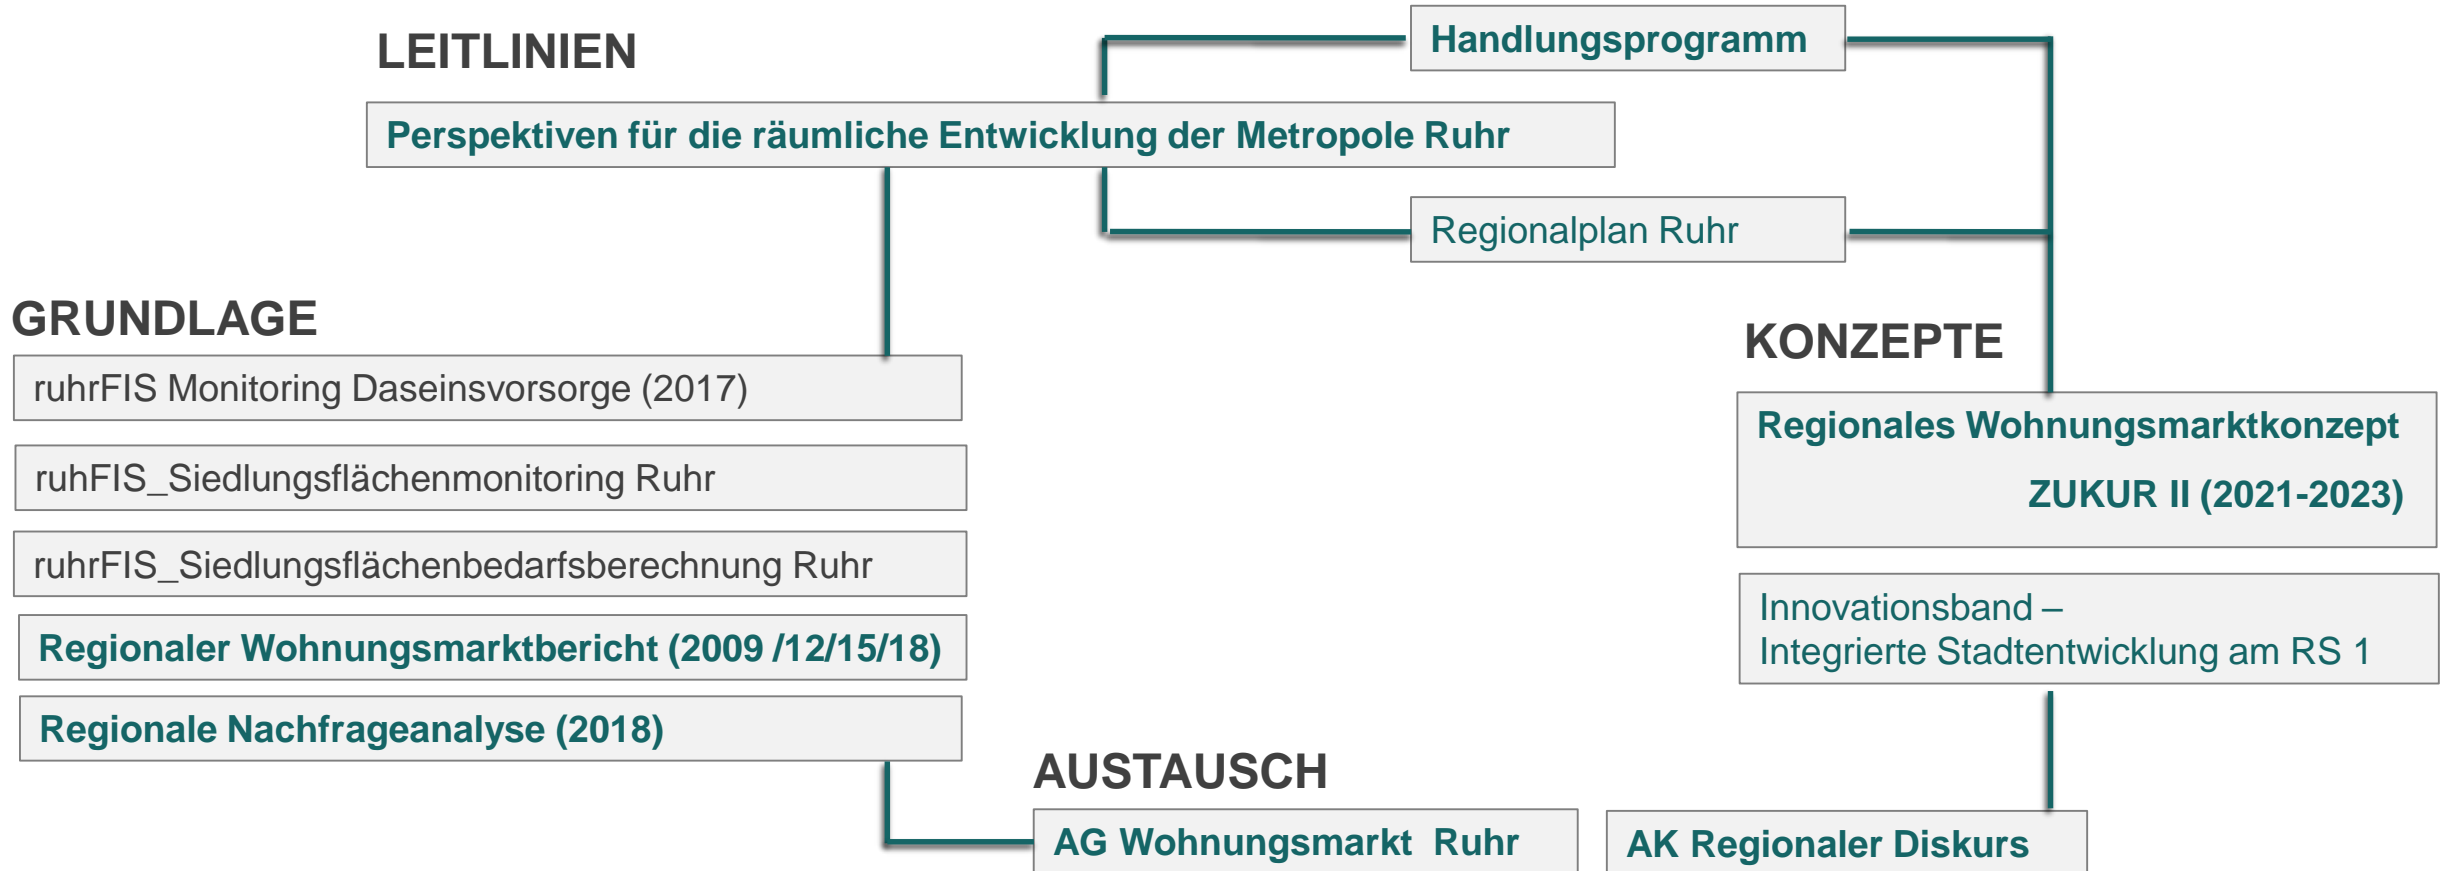 LEITLINIEN
Handlungsprogramm
Perspektiven für die räumliche Entwicklung der Metropole Ruhr
Regionalplan Ruhr
GRUNDLAGE
ruhrFIS Monitoring Daseinsvorsorge (2017)
ruhFIS_Siedlungsflächenmonitoring Ruhr
ruhrFIS_Siedlungsflächenbedarfsberechnung Ruhr
Regionaler Wohnungsmarktbericht (2009 /12/15/18)
Regionale Nachfrageanalyse (2018)
KONZEPTE
Regionales Wohnungsmarktkonzept
ZUKUR II (2021-2023)
Innovationsband –
Integrierte Stadtentwicklung am RS 1
AUSTAUSCH
AG Wohnungsmarkt Ruhr
AK Regionaler Diskurs